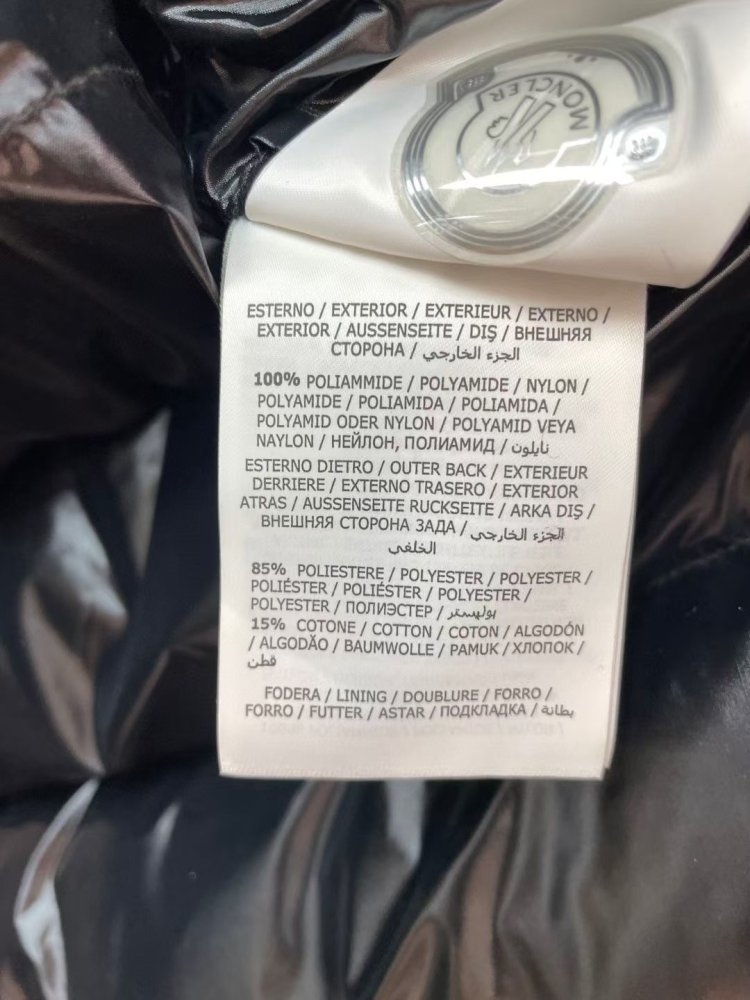 MONCLER
ESTERNO / EXTERIOR / EXTERIEUR / EXTERNO /
EXTERIOR / AUSSENSEITE / DIŞ / ВНЕШНЯЯ
СТОРОНА / الجزء الخارجي
100% POLIAMMIDE / POLYAMIDE / NYLON /
POLYAMIDE / POLIAMIDA / POLIAMIDA /
POLYAMID ODER NYLON / POLYAMID VEYA
NAYLON / НЕЙЛОН, ПОЛИАМИД / نايلون
ESTERNO DIETRO / OUTER BACK / EXTERIEUR
DERRIERE / EXTERNO TRASERO / EXTERIOR
ATRAS / AUSSENSEITE RUCKSEITE / ARKA DIŞ /
ВНЕШНЯЯ СТОРОНА ЗАДА / الجزء الخارجي
الخلفي
85% POLIESTERE / POLYESTER / POLYESTER /
POLIÉSTER / POLIÉSTER / POLYESTER /
POLYESTER / ПОЛИЭСТЕР / بوليستر
15% COTONE / COTTON / COTON / ALGODÓN
/ ALGODÃO / BAUMWOLLE / PAMUK / ХЛОПОК /
قطن
FODERA / LINING / DOUBLURE / FORRO /
FORRO / FUTTER / ASTAR / ПОДКЛАДКА / بطانة